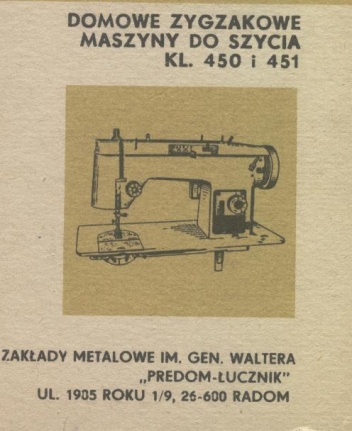 DOMOWE ZYGZAKOWE
MASZYNY DO SZYCIA
KL. 450 i 451
ZAKŁADY METALOWE IM. GEN. WALTERA
„PREDOM-ŁUCZNIK”
UL. 1905 ROKU 1/9, 26-600 RADOM